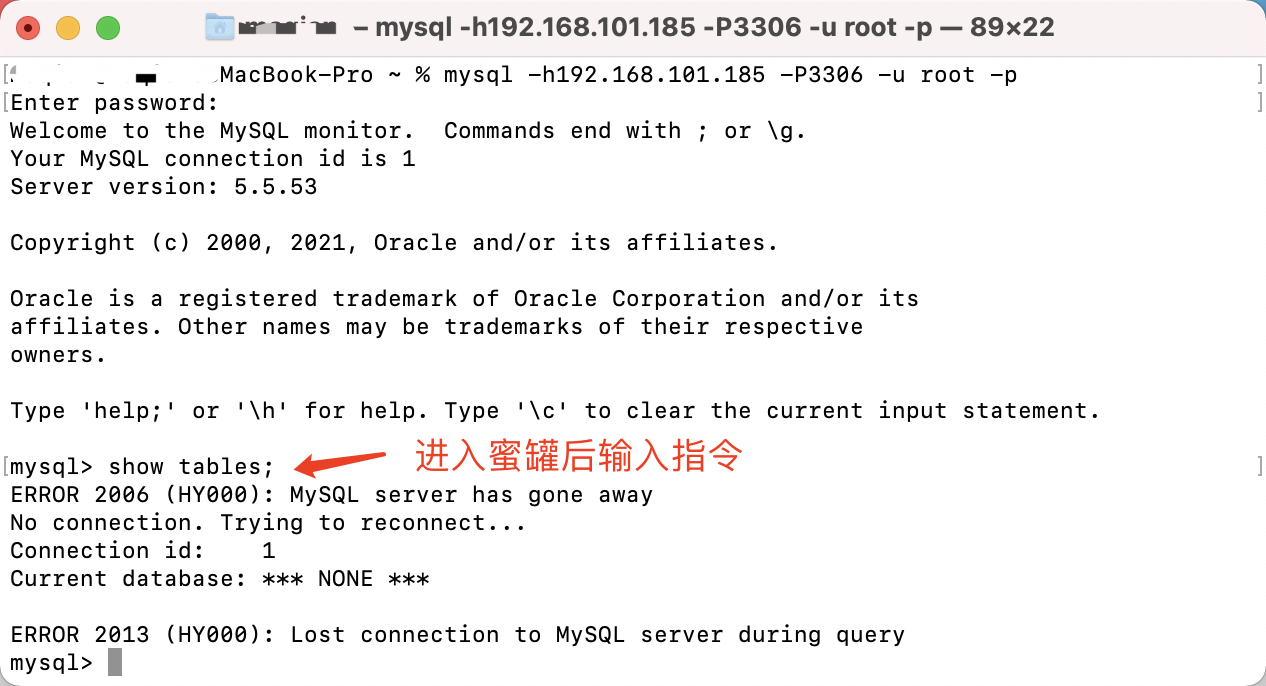 — mysql -h192.168.101.185 -P3306 -u root -p — 89×22
MacBook-Pro ~ % mysql -h192.168.101.185 -P3306 -u root -p
Enter password:
Welcome to the MySQL monitor.  Commands end with ; or \g.
Your MySQL connection id is 1
Server version: 5.5.53
Copyright (c) 2000, 2021, Oracle and/or its affiliates.
Oracle is a registered trademark of Oracle Corporation and/or its
affiliates. Other names may be trademarks of their respective
owners.
Type 'help;' or '\h' for help. Type '\c' to clear the current input statement.
mysql> show tables; 进入蜜罐后输入指令
ERROR 2006 (HY000): MySQL server has gone away
No connection. Trying to reconnect...
Connection id:    1
Current database: *** NONE ***
ERROR 2013 (HY000): Lost connection to MySQL server during query
mysql>